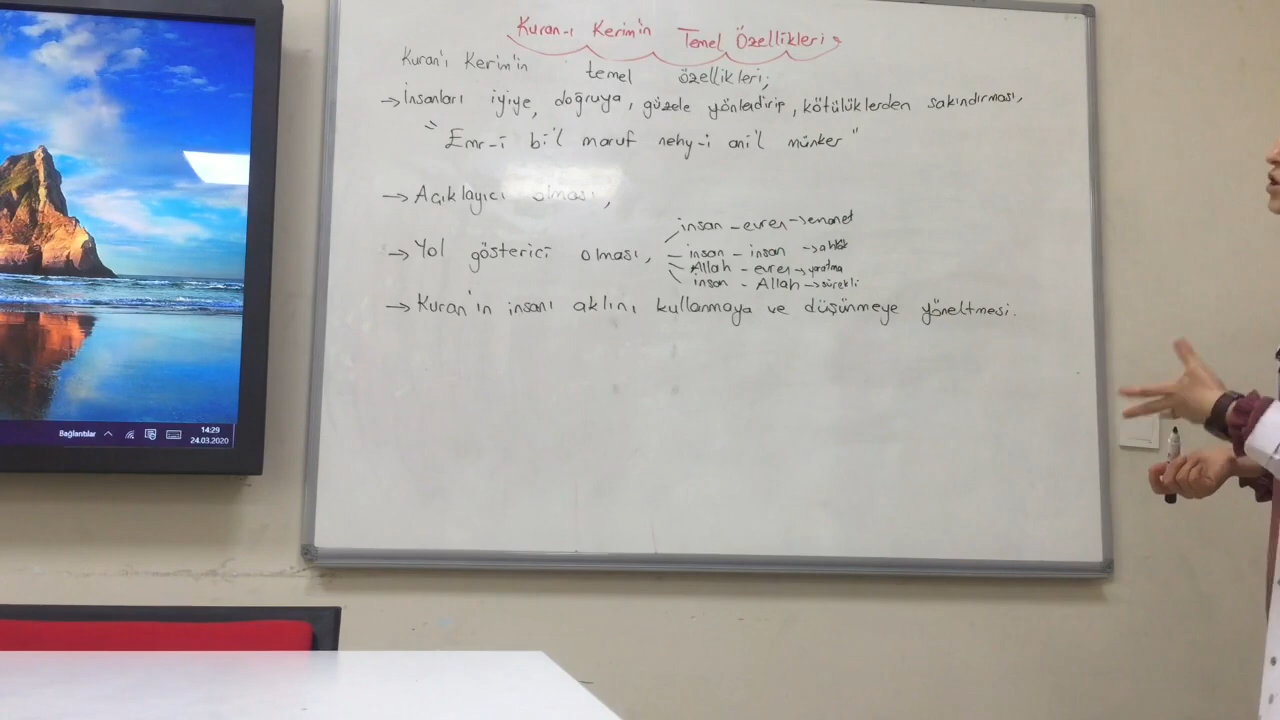 Kuran-ı Kerim'in Temel Özellikleri;
Kuran'ı Kerim'in temel özellikleri;
→ İnsanları iyiye, doğruya, güzele yönlendirip, kötülüklerden sakındırması,
"Emr-i bi'l maruf nehy-i ani'l münker"
→ Açıklayıcı olması,
→ Yol gösterici olması,
insan - evren → emanet
insan - insan → ahlak
Allah - evren → yaratma
insan - Allah → sürekli
→ Kuran'ın insanı aklını kullanmaya ve düşünmeye yöneltmesi.
Bağlantılar
14:29
24.03.2020